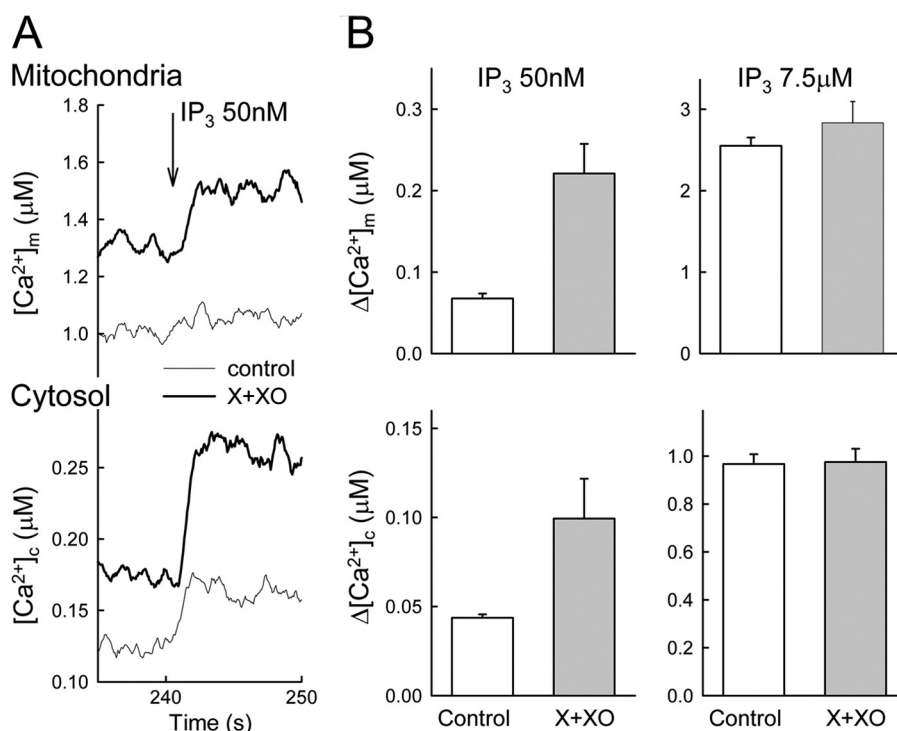 A
Mitochondria
IP₃ 50nM
[Ca²⁺]m (μM)
1.8
1.6
1.4
1.2
1.0
control
X+XO
Cytosol
[Ca²⁺]c (μM)
0.25
0.20
0.15
0.10
240
250
Time (s)
B
IP₃ 50nM
Δ[Ca²⁺]m (μM)
0.3
0.2
0.1
0.0
IP₃ 7.5μM
3
2
1
0
Δ[Ca²⁺]c (μM)
0.15
0.10
0.05
0.00
Control
X+XO
1.0
0.8
0.6
0.4
0.2
0.0
Control
X+XO